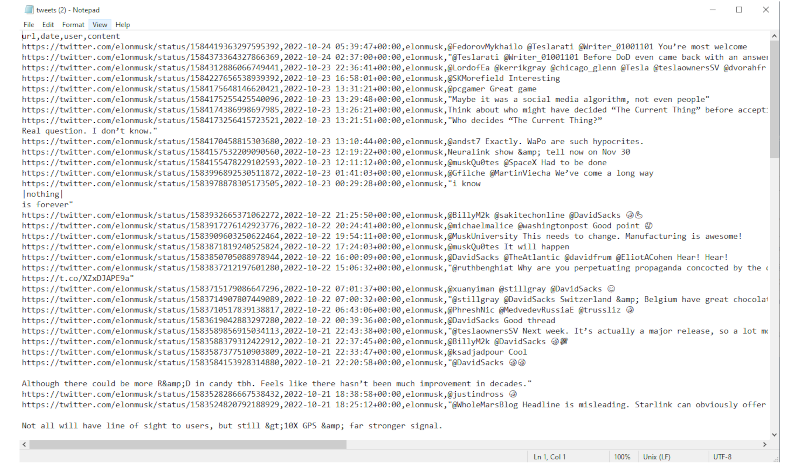 tweets (2) - Notepad
File Edit Format View Help
url,date,user,content
https://twitter.com/elonmusk/status/1584419363297595392,2022-10-24 05:39:47+00:00,elonmusk,@FedorovMykhailo @Teslarati @Writer_01001101 You’re most welcome
https://twitter.com/elonmusk/status/1584373364327866369,2022-10-24 02:37:00+00:00,elonmusk,"@Teslarati @Writer_01001101 Before DoD even came back with an answer
https://twitter.com/elonmusk/status/1584312886066749441,2022-10-23 22:36:41+00:00,elonmusk,@LordoFEa @kerrikgray @chicago_glenn @Tesla @teslaownersSV @dvorahfr
https://twitter.com/elonmusk/status/1584227656538939392,2022-10-23 16:58:01+00:00,elonmusk,@SKMorefield Interesting
https://twitter.com/elonmusk/status/1584175648146620421,2022-10-23 13:31:21+00:00,elonmusk,@pcgamer Great game
https://twitter.com/elonmusk/status/1584175255425540096,2022-10-23 13:29:48+00:00,elonmusk,"Maybe it was a social media algorithm, not even people"
https://twitter.com/elonmusk/status/1584174386998697985,2022-10-23 13:26:21+00:00,elonmusk,Think about who might have decided “The Current Thing” before accepti
https://twitter.com/elonmusk/status/1584173256415723521,2022-10-23 13:21:51+00:00,elonmusk,"Who decides “The Current Thing?”
Real question. I don’t know."
https://twitter.com/elonmusk/status/1584170458815303680,2022-10-23 13:10:44+00:00,elonmusk,@andst7 Exactly. WaPo are such hypocrites.
https://twitter.com/elonmusk/status/1584157532209090560,2022-10-23 12:19:22+00:00,elonmusk,Neuralink show &amp; tell now on Nov 30
https://twitter.com/elonmusk/status/1584155478229102593,2022-10-23 12:11:12+00:00,elonmusk,@muskQu0tes @SpaceX Had to be done
https://twitter.com/elonmusk/status/1583996892530511872,2022-10-23 01:41:03+00:00,elonmusk,@Gfilche @MartinViecha We’ve come a long way
https://twitter.com/elonmusk/status/1583978878305173505,2022-10-23 00:29:28+00:00,elonmusk,"i know
|nothing|
is forever"
https://twitter.com/elonmusk/status/1583932665371062272,2022-10-22 21:25:50+00:00,elonmusk,@BillyM2k @sakitechonline @DavidSacks
https://twitter.com/elonmusk/status/1583917276142923776,2022-10-22 20:24:41+00:00,elonmusk,@michaelmalice @washingtonpost Good point
https://twitter.com/elonmusk/status/1583909603250622464,2022-10-22 19:54:11+00:00,elonmusk,@MuskUniversity This needs to change. Manufacturing is awesome!
https://twitter.com/elonmusk/status/1583871819240525824,2022-10-22 17:24:03+00:00,elonmusk,@muskQu0tes It will happen
https://twitter.com/elonmusk/status/1583850705088978944,2022-10-22 16:00:09+00:00,elonmusk,@DavidSacks @TheAtlantic @davidfrum @EliotACohen Hear! Hear!
https://twitter.com/elonmusk/status/1583837212197601280,2022-10-22 15:06:32+00:00,elonmusk,"@ruthbenghiat Why are you perpetuating propaganda concocted by the c
https://t.co/XZxDJAPE9a"
https://twitter.com/elonmusk/status/1583715179086647296,2022-10-22 07:01:37+00:00,elonmusk,@xuanyiman @stillgray @DavidSacks
https://twitter.com/elonmusk/status/1583714907807449089,2022-10-22 07:00:32+00:00,elonmusk,"@stillgray @DavidSacks Switzerland &amp; Belgium have great chocolat
https://twitter.com/elonmusk/status/1583710517839138817,2022-10-22 06:43:06+00:00,elonmusk,@PhreshNic @MedvedevRussiaE @trussliz
https://twitter.com/elonmusk/status/1583619042883297280,2022-10-22 00:39:36+00:00,elonmusk,@DavidSacks Good thread
https://twitter.com/elonmusk/status/1583589856915034113,2022-10-21 22:43:38+00:00,elonmusk,"@teslaownersSV Next week. It’s actually a major release, so a lot mo
https://twitter.com/elonmusk/status/1583588379312422912,2022-10-21 22:37:45+00:00,elonmusk,@BillyM2k @DavidSacks
https://twitter.com/elonmusk/status/1583587377510903809,2022-10-21 22:33:47+00:00,elonmusk,@ksadjadpour Cool
https://twitter.com/elonmusk/status/1583584153928314880,2022-10-21 22:20:58+00:00,elonmusk,"@DavidSacks
Although there could be more R&amp;D in candy tbh. Feels like there hasn’t been much improvement in decades."
https://twitter.com/elonmusk/status/1583528286667538432,2022-10-21 18:38:58+00:00,elonmusk,@justindross
https://twitter.com/elonmusk/status/1583524820792188929,2022-10-21 18:25:12+00:00,elonmusk,"@WholeMarsBlog Headline is misleading. Starlink can obviously offer
Not all will have line of sight to users, but still &gt;10X GPS &amp; far stronger signal.
Ln 1, Col 1 100% Unix (LF) UTF-8